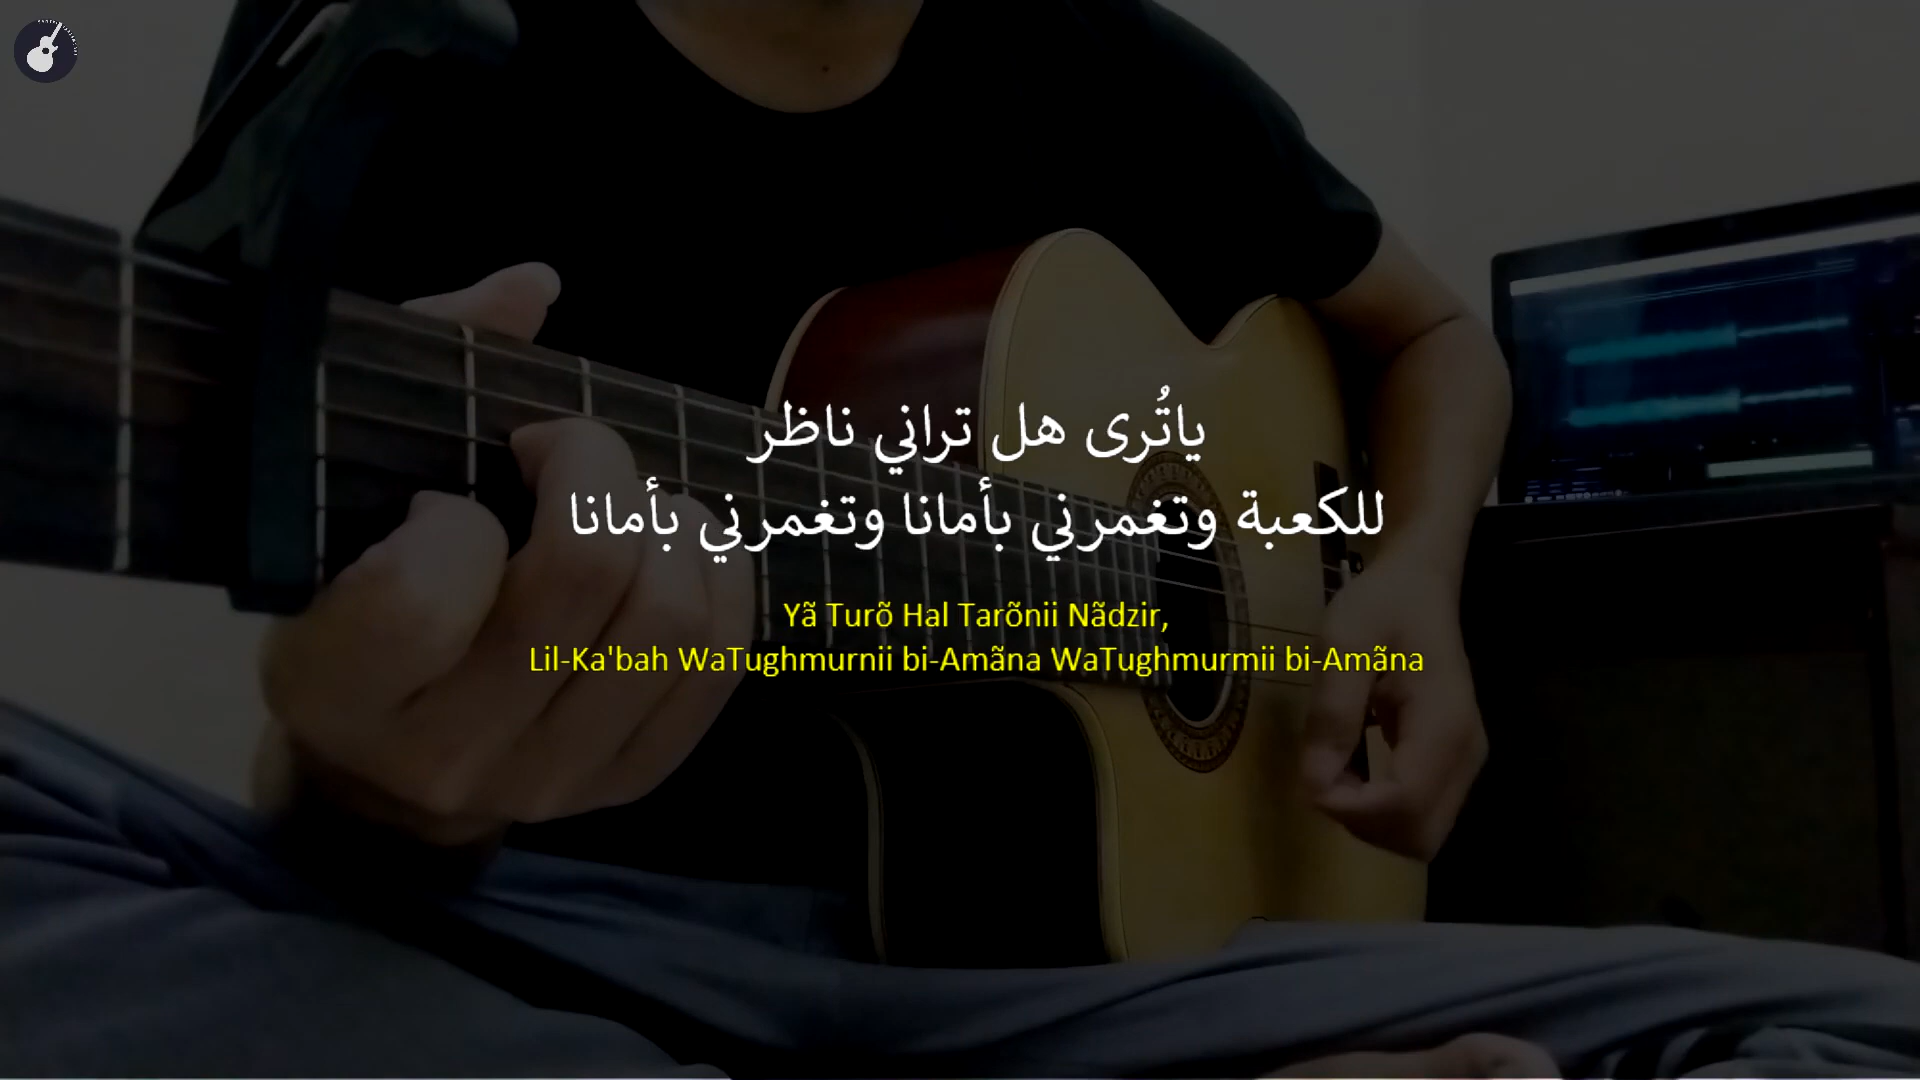 ياتُرى هل تراني ناظر
للكعبة وتغمرني بأمانا وتغمرني بأمانا
Yã Turõ Hal Tarõnii Nãdzir,
Lil-Ka'bah WaTughmurnii bi-Amãna WaTughmurmii bi-Amãna